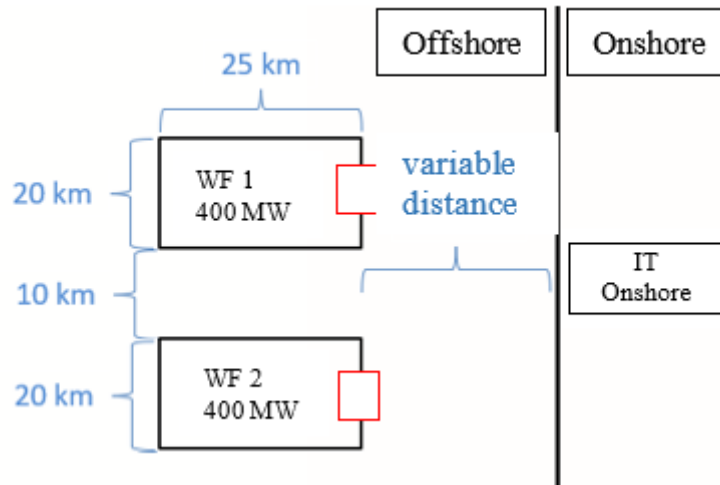 Offshore
Onshore
25 km
WF 1
400 MW
20 km
variable
distance
10 km
IT
Onshore
WF 2
400 MW
20 km